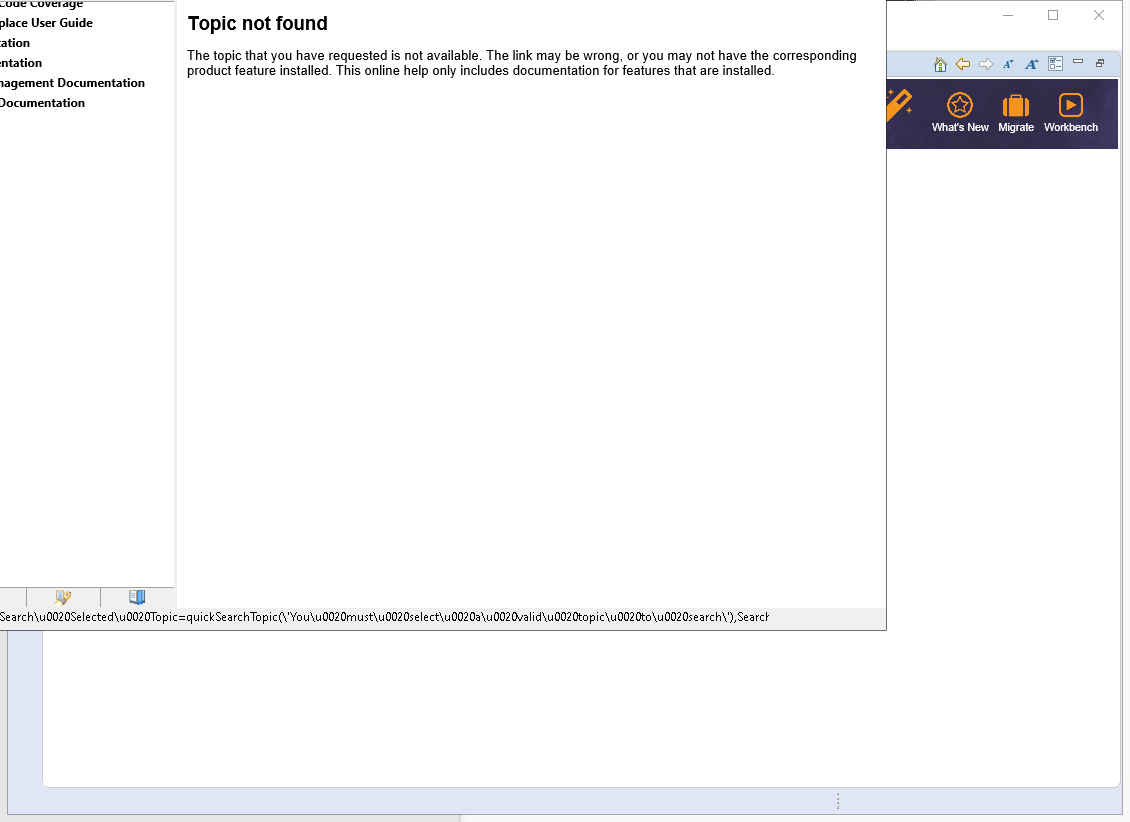 Code Coverage
place User Guide
tation
entation
nagement Documentation
Documentation
Topic not found
The topic that you have requested is not available. The link may be wrong, or you may not have the corresponding
product feature installed. This online help only includes documentation for features that are installed.
What's New Migrate Workbench
Search\u0020Selected\u0020Topic=quickSearchTopic(\'You\u0020must\u0020select\u0020a\u0020valid\u0020topic\u0020to\u0020search\'),Search